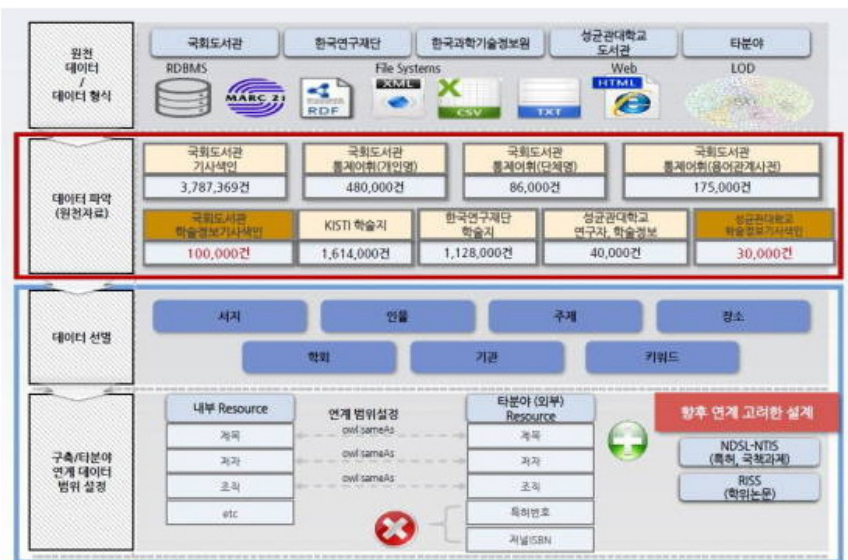 원천
데이터
/
데이터 형식
국회도서관
한국연구재단
한국과학기술정보원
성균관대학교
도서관
타분야
RDBMS
File Systems
Web
LOD
MARC 21
RDF
XML
CSV
TXT
HTML
데이터 파악
(원천자료)
국회도서관
기사색인
3,787,369건
국회도서관
통제어휘(개인명)
480,000건
국회도서관
통제어휘(단체명)
86,000건
국회도서관
통제어휘(용어관계사전)
175,000건
국회도서관
학술정보기사색인
100,000건
KISTI 학술지
1,614,000건
한국연구재단
학술지
1,128,000건
성균관대학교
연구자, 학술정보
40,000건
성균관대학교
학술정보기사색인
30,000건
데이터 선별
서지
인물
주제
장소
학회
기관
키워드
구축/타분야
연계 데이터
범위 설정
내부 Resource
제목
저자
조직
etc
연계 범위설정
owl:sameAs
owl:sameAs
owl:sameAs
타분야 (외부)
Resource
제목
저자
조직
특허번호
저널ISBN
향후 연계 고려한 설계
NDSL-NTIS
(특허, 국책과제)
RISS
(학위논문)